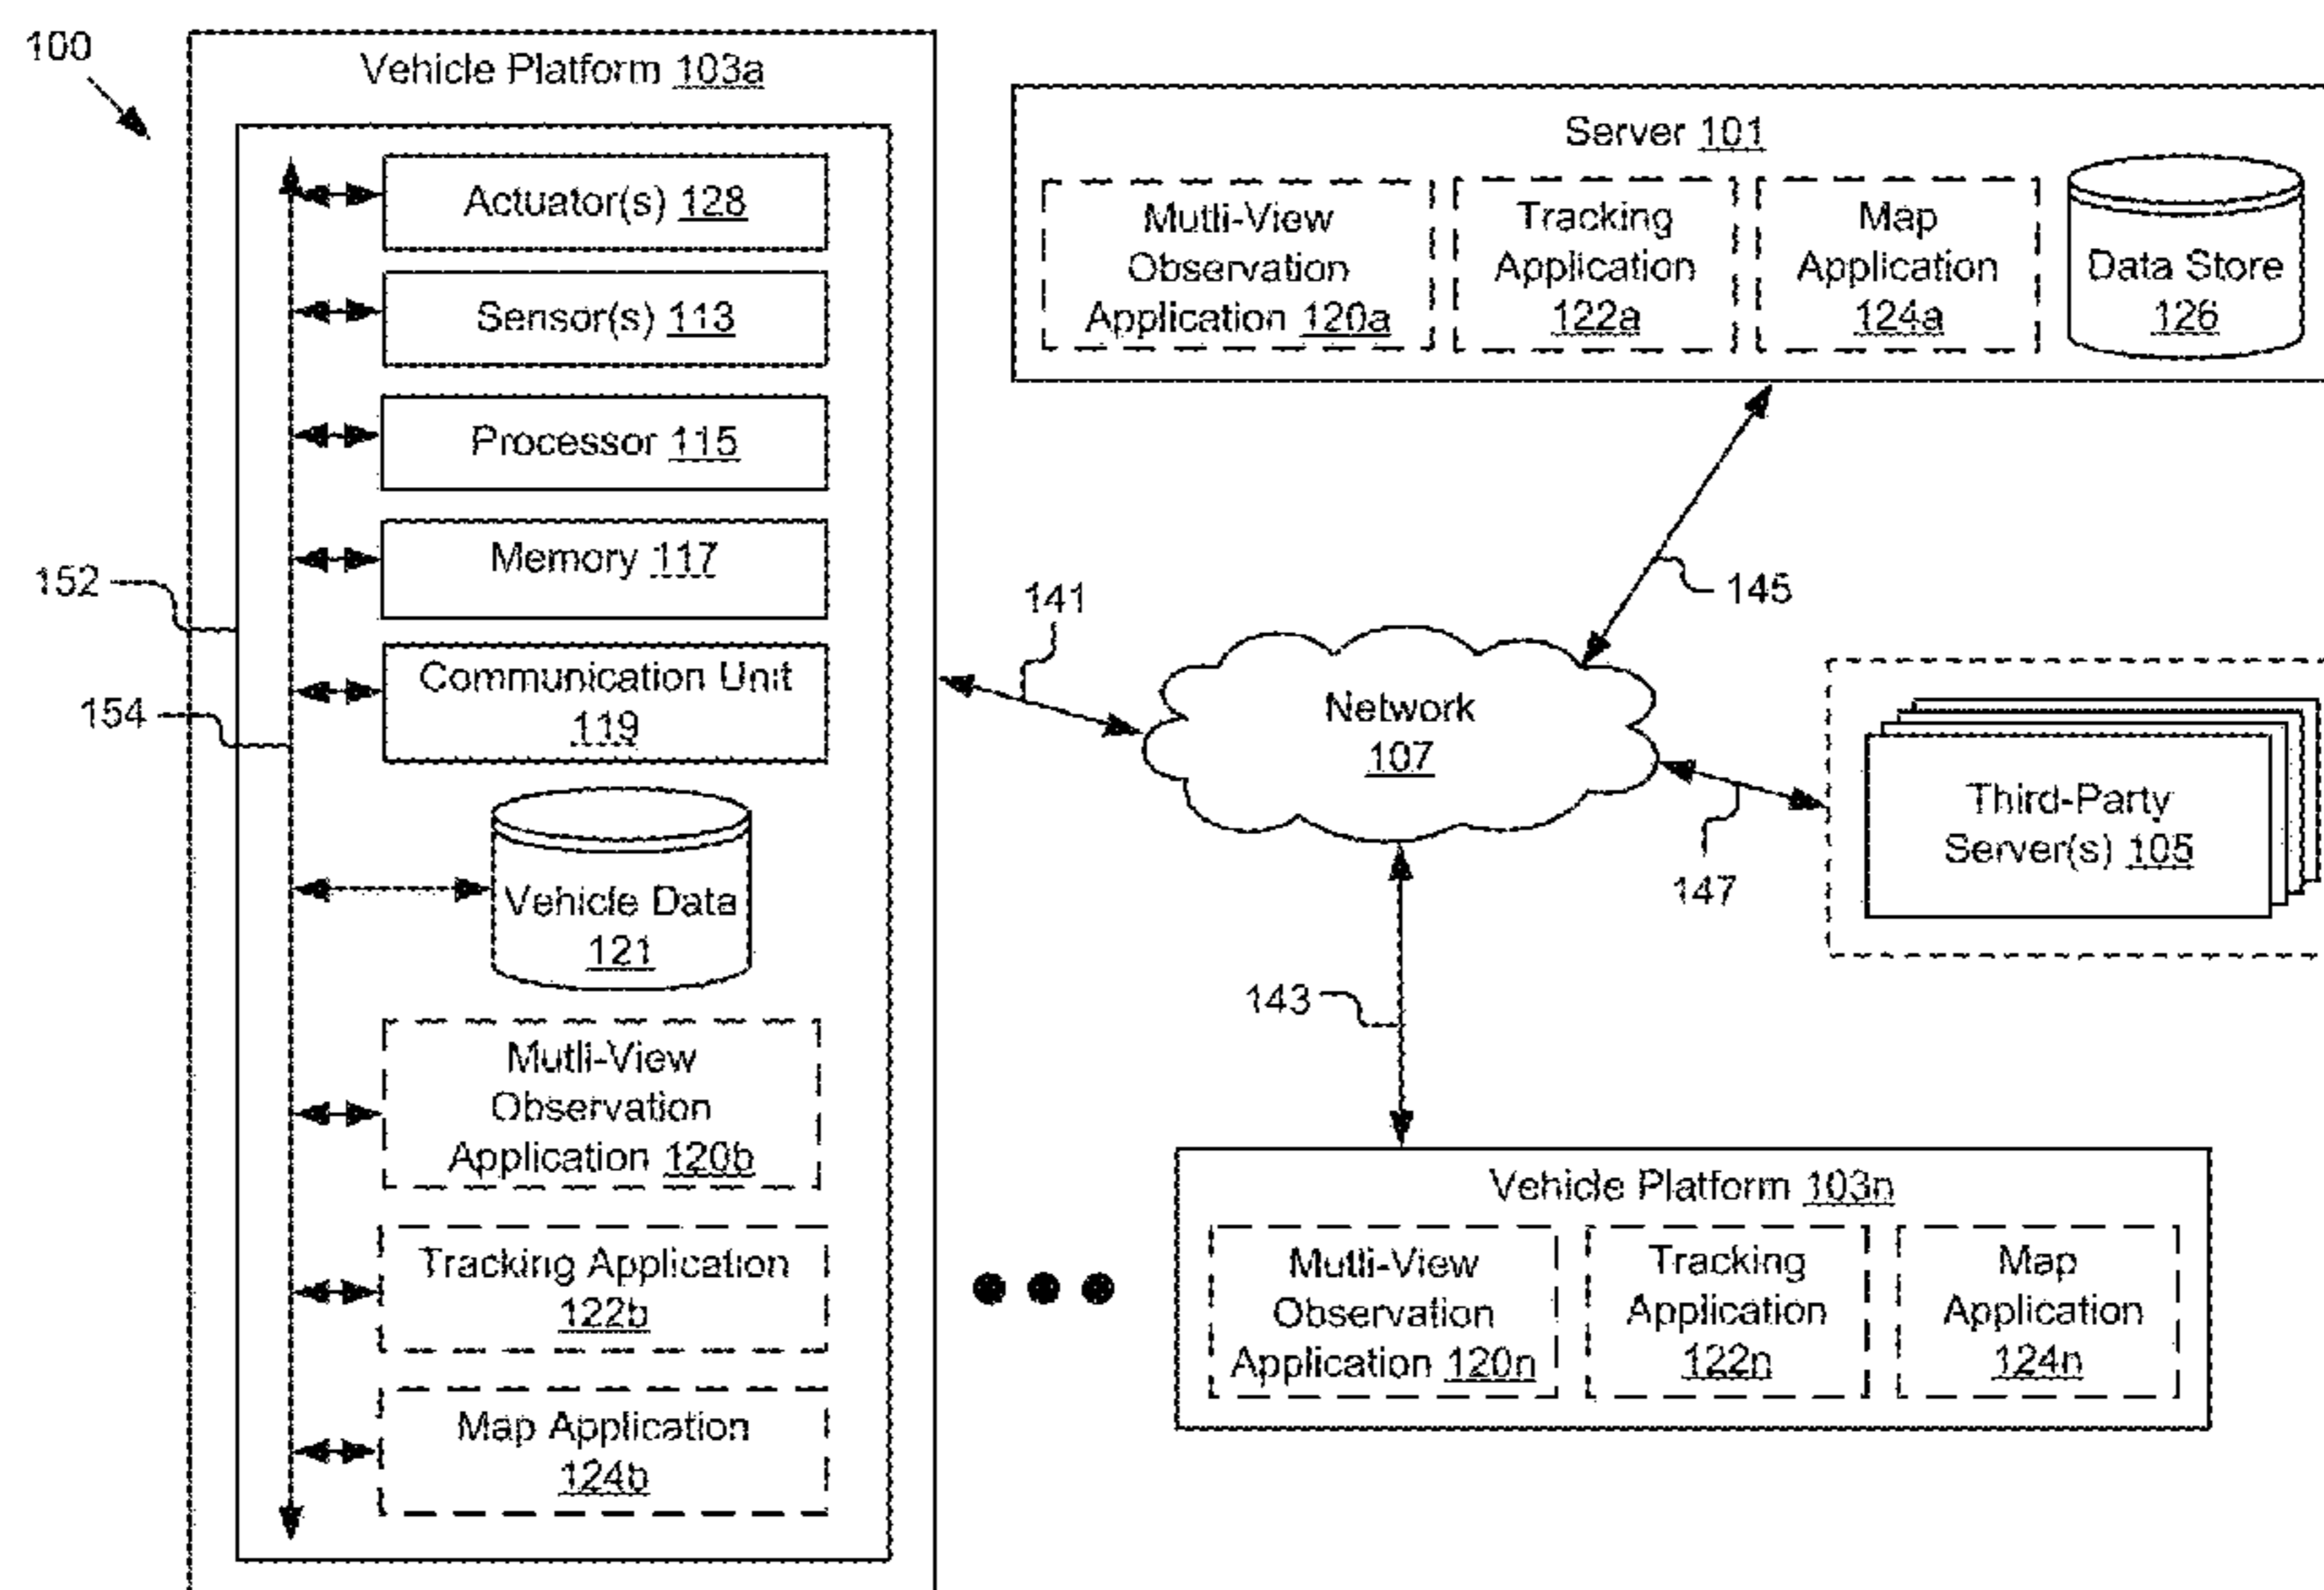 100
Vehicle Platform 103a
Actuator(s) 128
Sensor(s) 113
Processor 115
Memory 117
Communication Unit
119
Vehicle Data
121
Mutli-View
Observation
Application 120b
Tracking Application
122b
Map Application
124b
152
154
Server 101
Mutli-View
Observation
Application 120a
Tracking
Application
122a
Map
Application
124a
Data Store
126
145
141
Network
107
Third-Party
Server(s) 105
147
143
Vehicle Platform 103n
Mutli-View
Observation
Application 120n
Tracking
Application
122n
Map
Application
124n